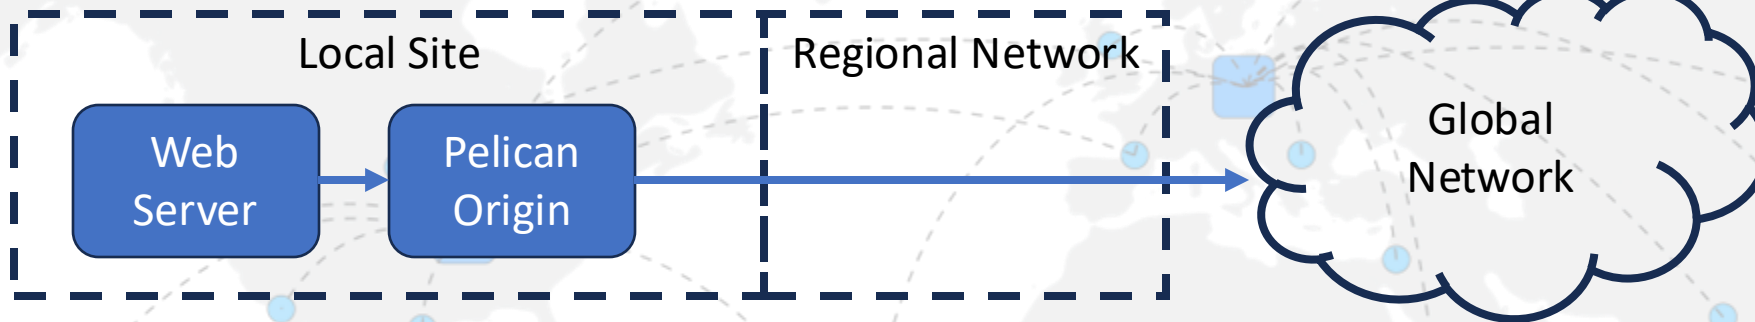 Local Site
Regional Network
Web
Server
Pelican
Origin
Global
Network